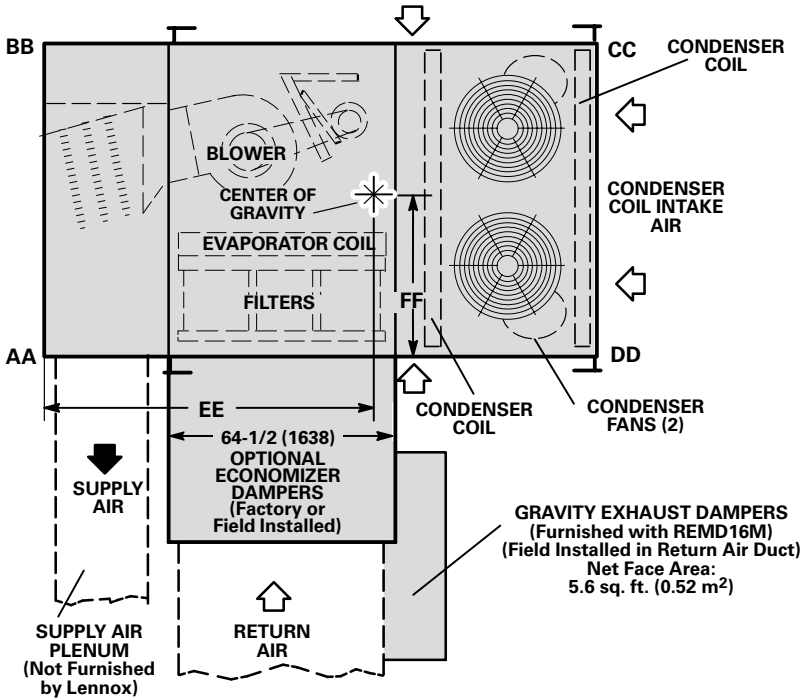 BB
CC
CONDENSER
COIL
BLOWER
CENTER OF
GRAVITY
CONDENSER
COIL INTAKE
AIR
EVAPORATOR COIL
FILTERS
FF
AA
DD
EE
CONDENSER
COIL
CONDENSER
FANS (2)
64-1/2 (1638)
OPTIONAL
ECONOMIZER
DAMPERS
(Factory or
Field Installed)
SUPPLY
AIR
GRAVITY EXHAUST DAMPERS
(Furnished with REMD16M)
(Field Installed in Return Air Duct)
Net Face Area:
5.6 sq. ft. (0.52 m2)
SUPPLY AIR
PLENUM
(Not Furnished
by Lennox)
RETURN
AIR